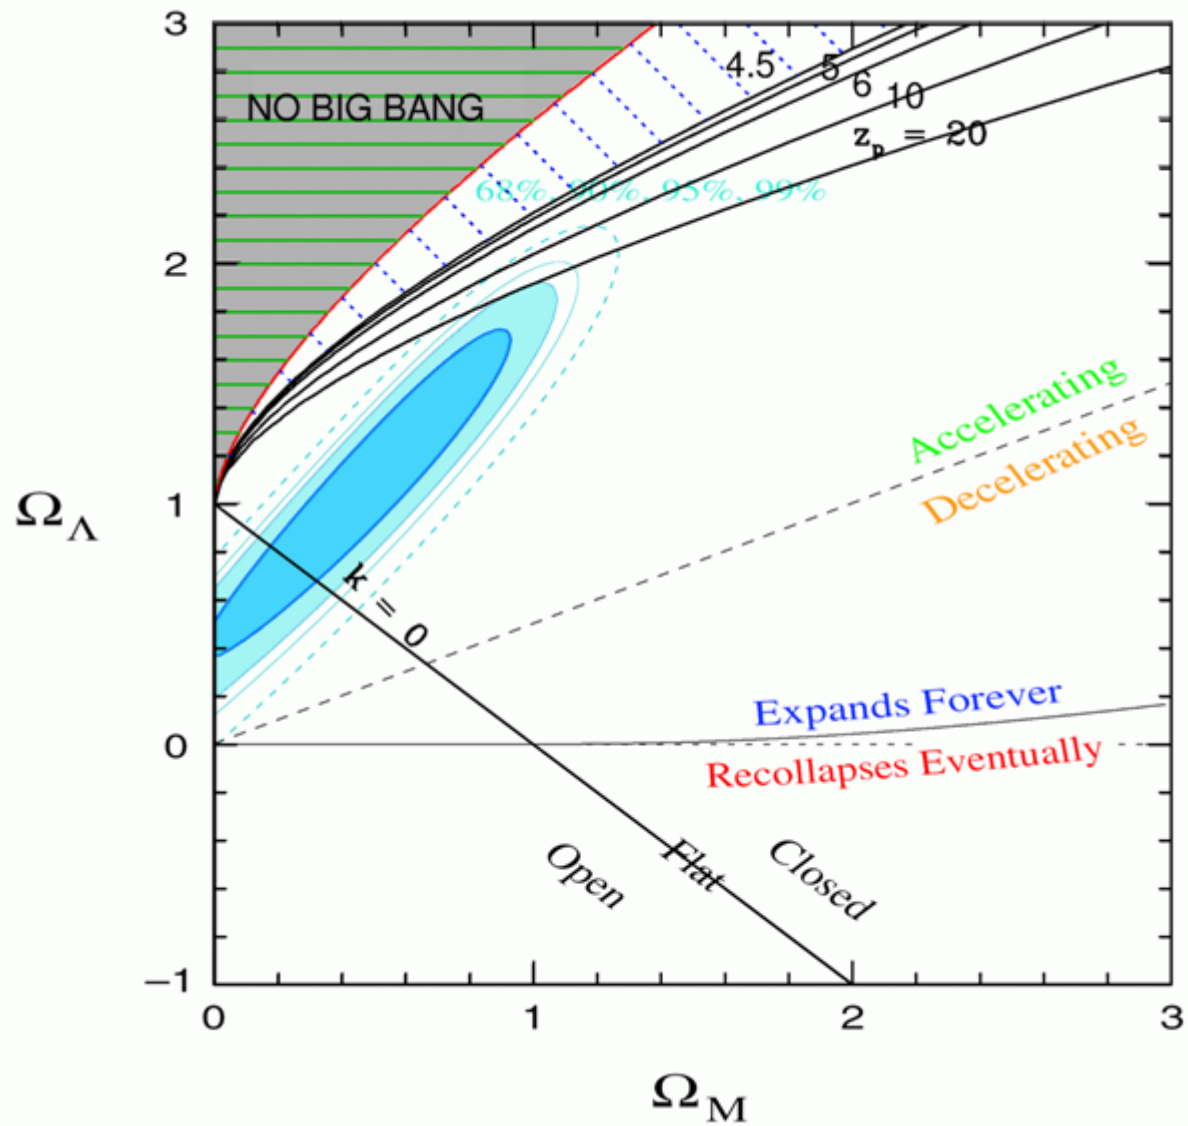 3
4.5
5
6
10
NO BIG BANG
z_p = 20
68%, 90%, 95%, 99%
2
Accelerating
Decelerating
Ω_Λ
1
k = 0
Expands Forever
0
Recollapses Eventually
Open
Flat
Closed
−1
0
1
2
3
Ω_M